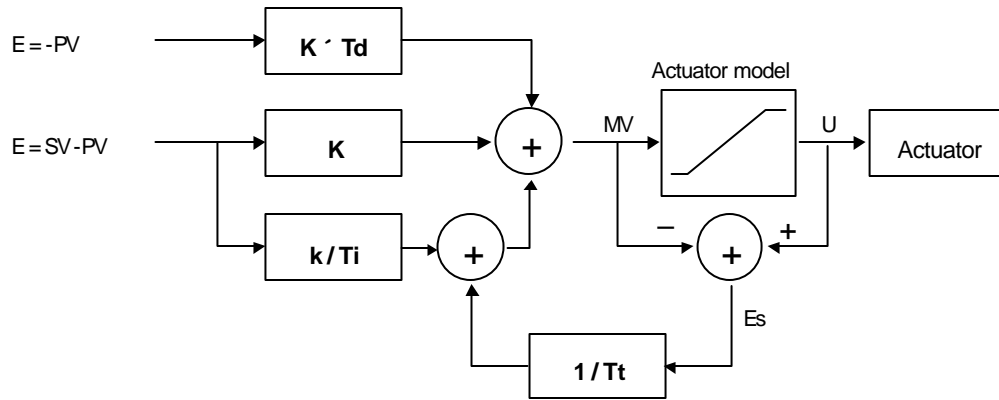 E = -PV
K ´ Td
Actuator model
E = SV-PV
K
+
MV
U
Actuator
k / Ti
+
−
+
+
Es
1 / Tt